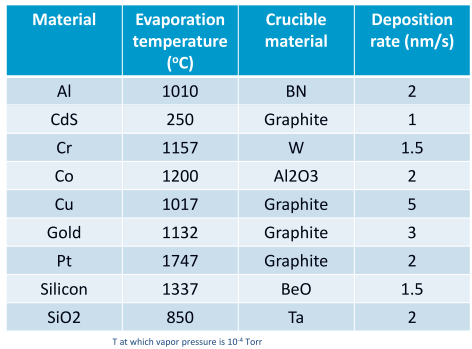 Material Evaporation temperature (°C) Crucible material Deposition rate (nm/s)
Al 1010 BN 2
CdS 250 Graphite 1
Cr 1157 W 1.5
Co 1200 Al2O3 2
Cu 1017 Graphite 5
Gold 1132 Graphite 3
Pt 1747 Graphite 2
Silicon 1337 BeO 1.5
SiO2 850 Ta 2
T at which vapor pressure is 10⁻⁴ Torr